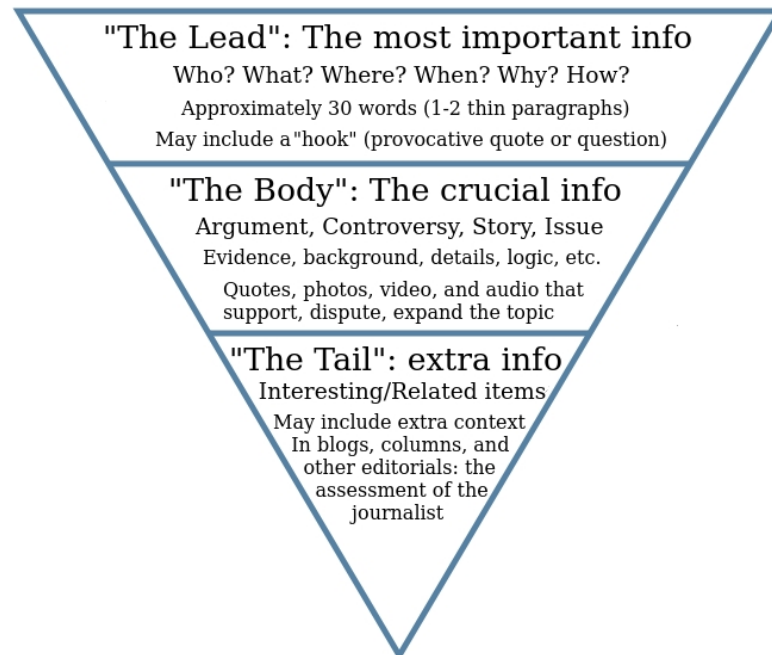 "The Lead": The most important info
Who? What? Where? When? Why? How?
Approximately 30 words (1-2 thin paragraphs)
May include a "hook" (provocative quote or question)
"The Body": The crucial info
Argument, Controversy, Story, Issue
Evidence, background, details, logic, etc.
Quotes, photos, video, and audio that
support, dispute, expand the topic
"The Tail": extra info
Interesting/Related items
May include extra context
In blogs, columns, and
other editorials: the
assessment of the
journalist